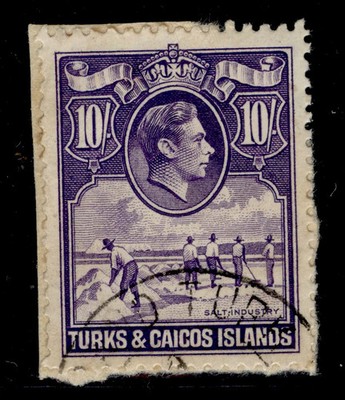 10/- 10/-
SALT INDUSTRY
TURKS & CAICOS ISLANDS